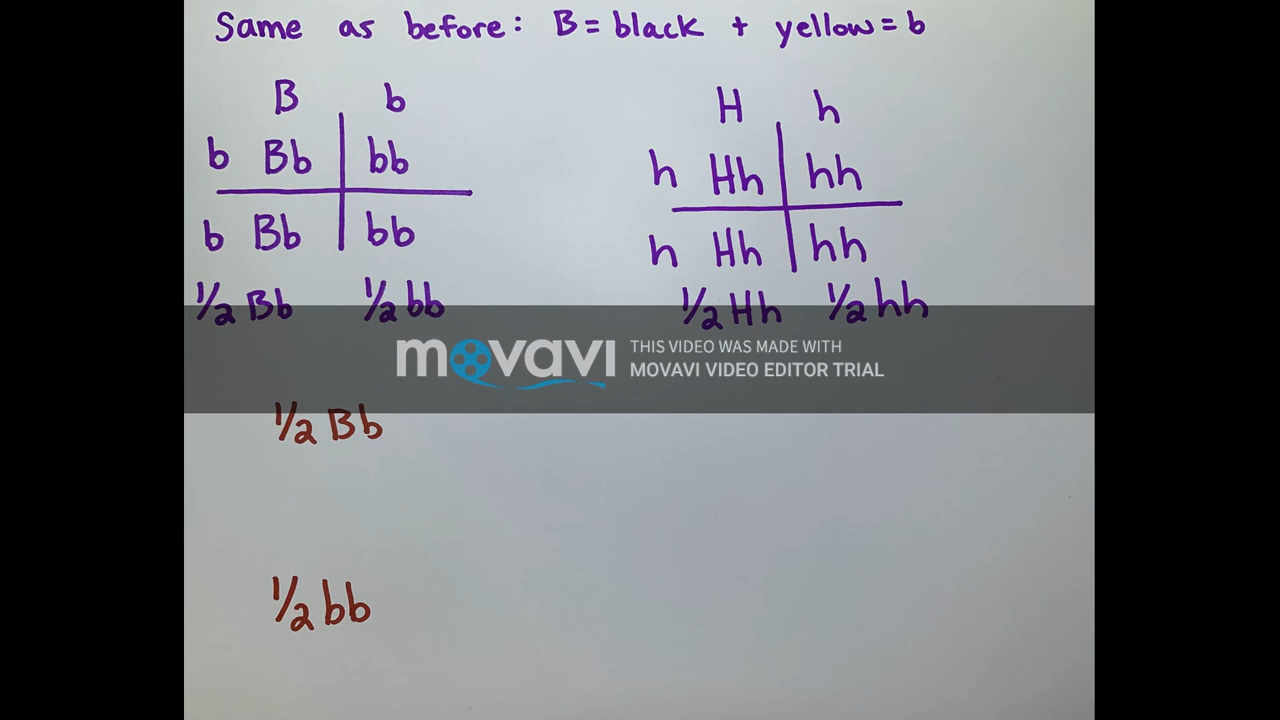 Same as before: B = black + yellow = b
B b
b Bb bb
b Bb bb
1/2 Bb 1/2 bb
H h
h Hh hh
h Hh hh
1/2 Hh 1/2 hh
movavi
THIS VIDEO WAS MADE WITH
MOVAVI VIDEO EDITOR TRIAL
1/2 Bb
1/2 bb